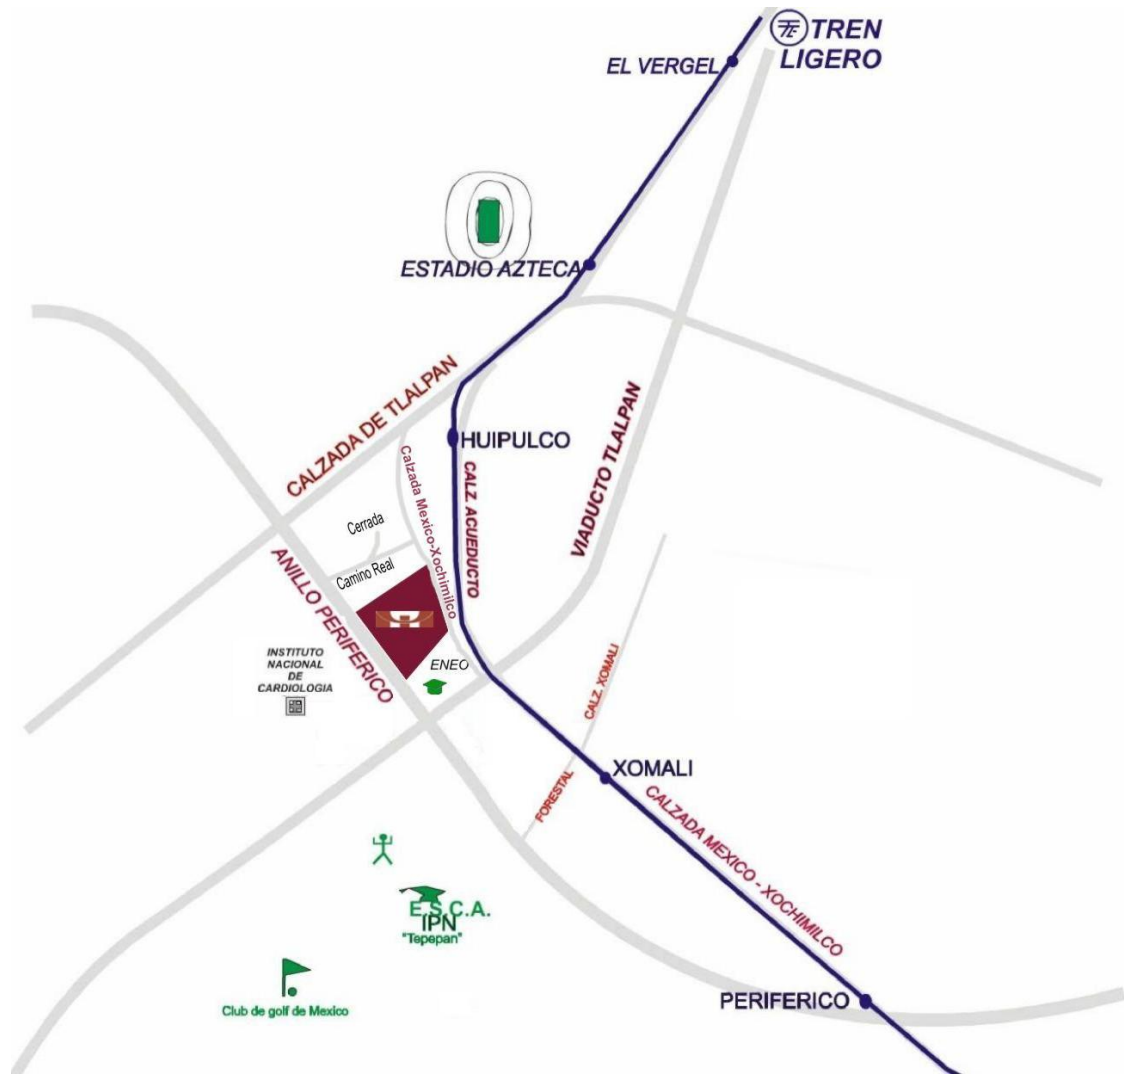 TREN
LIGERO
EL VERGEL
ESTADIO AZTECA
CALZADA DE TLALPAN
HUIPULCO
VIADUCTO TLALPAN
Calzada Mexico-Xochimilco
CALZ. ACUEDUCTO
Cerrada
Camino Real
ANILLO PERIFERICO
INSTITUTO
NACIONAL
DE
CARDIOLOGIA
ENEO
CALZ. XOMALI
XOMALI
FORESTAL
CALZADA MEXICO - XOCHIMILCO
E.S.C.A.
IPN
"Tepepan"
Club de golf de Mexico
PERIFERICO